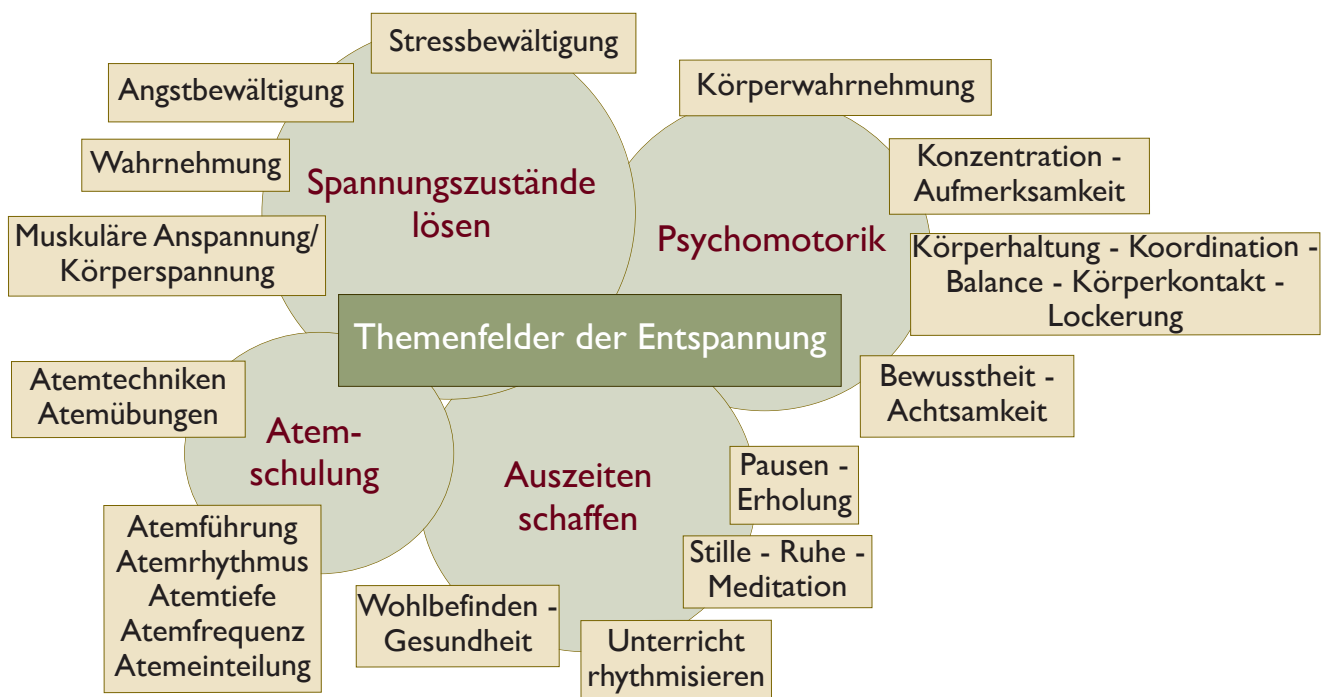 Stressbewältigung
Angstbewältigung
Wahrnehmung
Muskuläre Anspannung/
Körperspannung
Spannungszustände
lösen
Körperwahrnehmung
Konzentration -
Aufmerksamkeit
Psychomotorik
Körperhaltung - Koordination -
Balance - Körperkontakt -
Lockerung
Bewusstheit -
Achtsamkeit
Themenfelder der Entspannung
Atemtechniken
Atemübungen
Atem-
schulung
Atemführung
Atemrhythmus
Atemtiefe
Atemfrequenz
Atemeinteilung
Auszeiten
schaffen
Pausen -
Erholung
Stille - Ruhe -
Meditation
Wohlbefinden -
Gesundheit
Unterricht
rhythmisieren